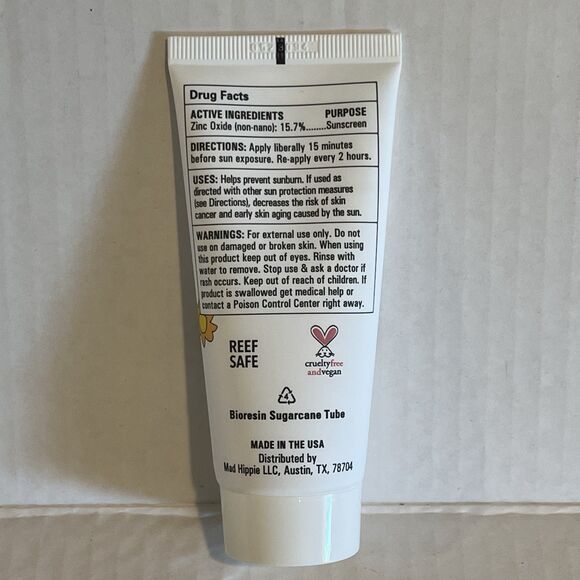 Drug Facts
ACTIVE INGREDIENTS PURPOSE
Zinc Oxide (non-nano): 15.7%........Sunscreen
DIRECTIONS: Apply liberally 15 minutes
before sun exposure. Re-apply every 2 hours.
USES: Helps prevent sunburn. If used as
directed with other sun protection measures
(see Directions), decreases the risk of skin
cancer and early skin aging caused by the sun.
WARNINGS: For external use only. Do not
use on damaged or broken skin. When using
this product keep out of eyes. Rinse with
water to remove. Stop use & ask a doctor if
rash occurs. Keep out of reach of children. If
product is swallowed get medical help or
contact a Poison Control Center right away.
REEF
SAFE
crueltyfree
andvegan
4
Bioresin Sugarcane Tube
MADE IN THE USA
Distributed by
Mad Hippie LLC, Austin, TX, 78704